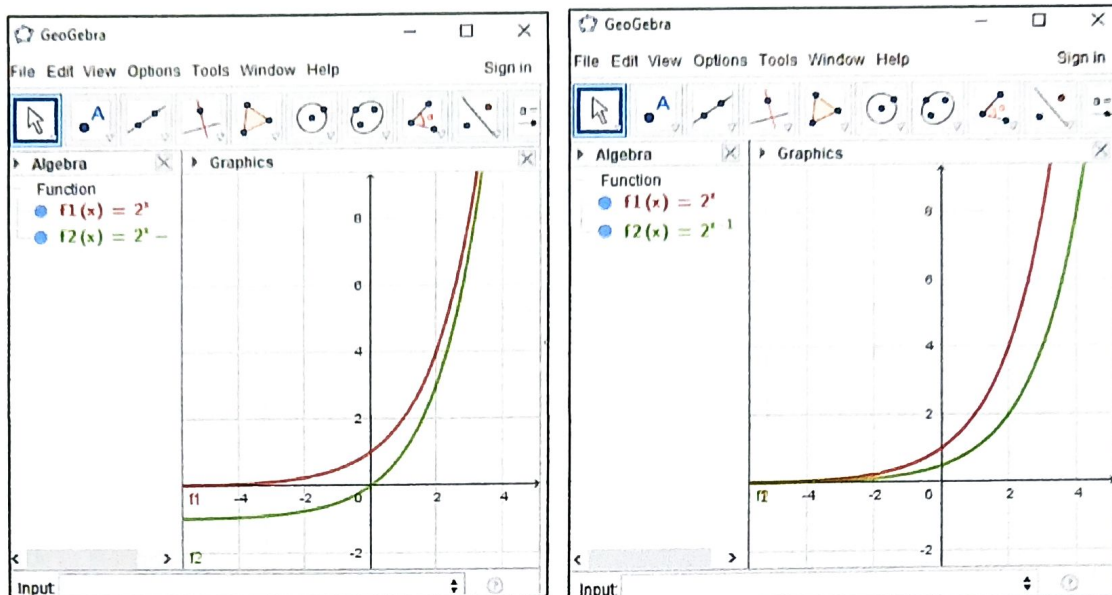 GeoGebra
File Edit View Options Tools Window Help Sign in
A
a=
Algebra
Graphics
Function
f1(x) = 2ˣ
f2(x) = 2ˣ −
8
6
4
2
-4 -2 0 2 4
-2
f1
f2
Input
GeoGebra
File Edit View Options Tools Window Help Sign in
A
a=
Algebra
Graphics
Function
f1(x) = 2ˣ
f2(x) = 2ˣ⁻¹
8
6
4
2
-4 -2 0 2 4
-2
Input